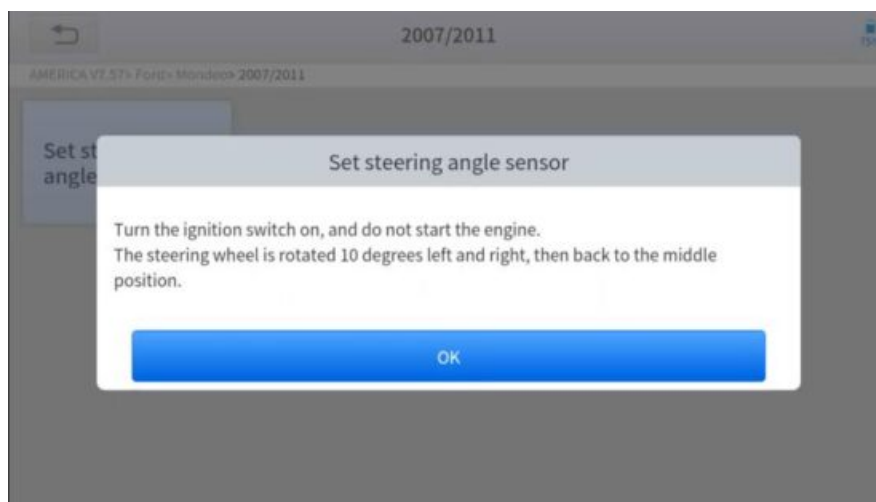 2007/2011
AMERICA V7.57> Ford> Mondeo> 2007/2011
Set st
angle
Set steering angle sensor
Turn the ignition switch on, and do not start the engine.
The steering wheel is rotated 10 degrees left and right, then back to the middle
position.
OK